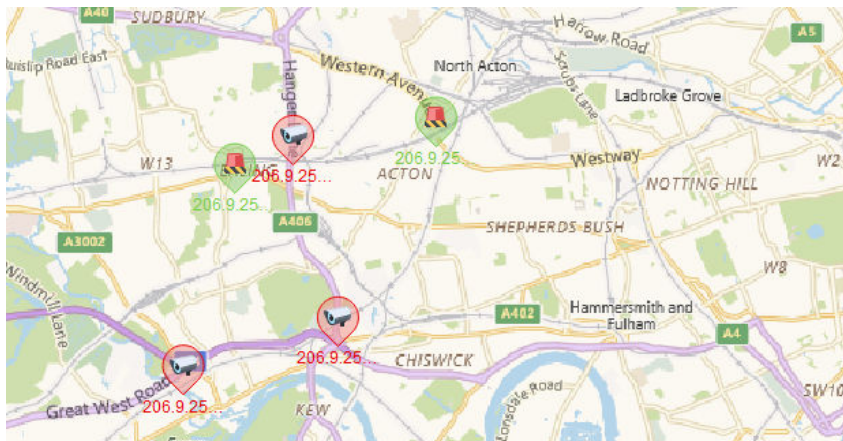 A40
SUDBURY
Harrow Road
A5
Ruislip Road East
Hanger
Western Avenue
North Acton
Scrubs Lane
Ladbroke Grove
206.9.25...
W13
206.9.25...
ACTON
Westway
W2
NOTTING HILL
206.9.25...
A406
SHEPHERDS BUSH
A3002
Windmill Lane
W8
A402
Hammersmith and
Fulham
A4
206.9.25...
CHISWICK
Great West Road
206.9.25...
KEW
Lonsdale Road
SW10